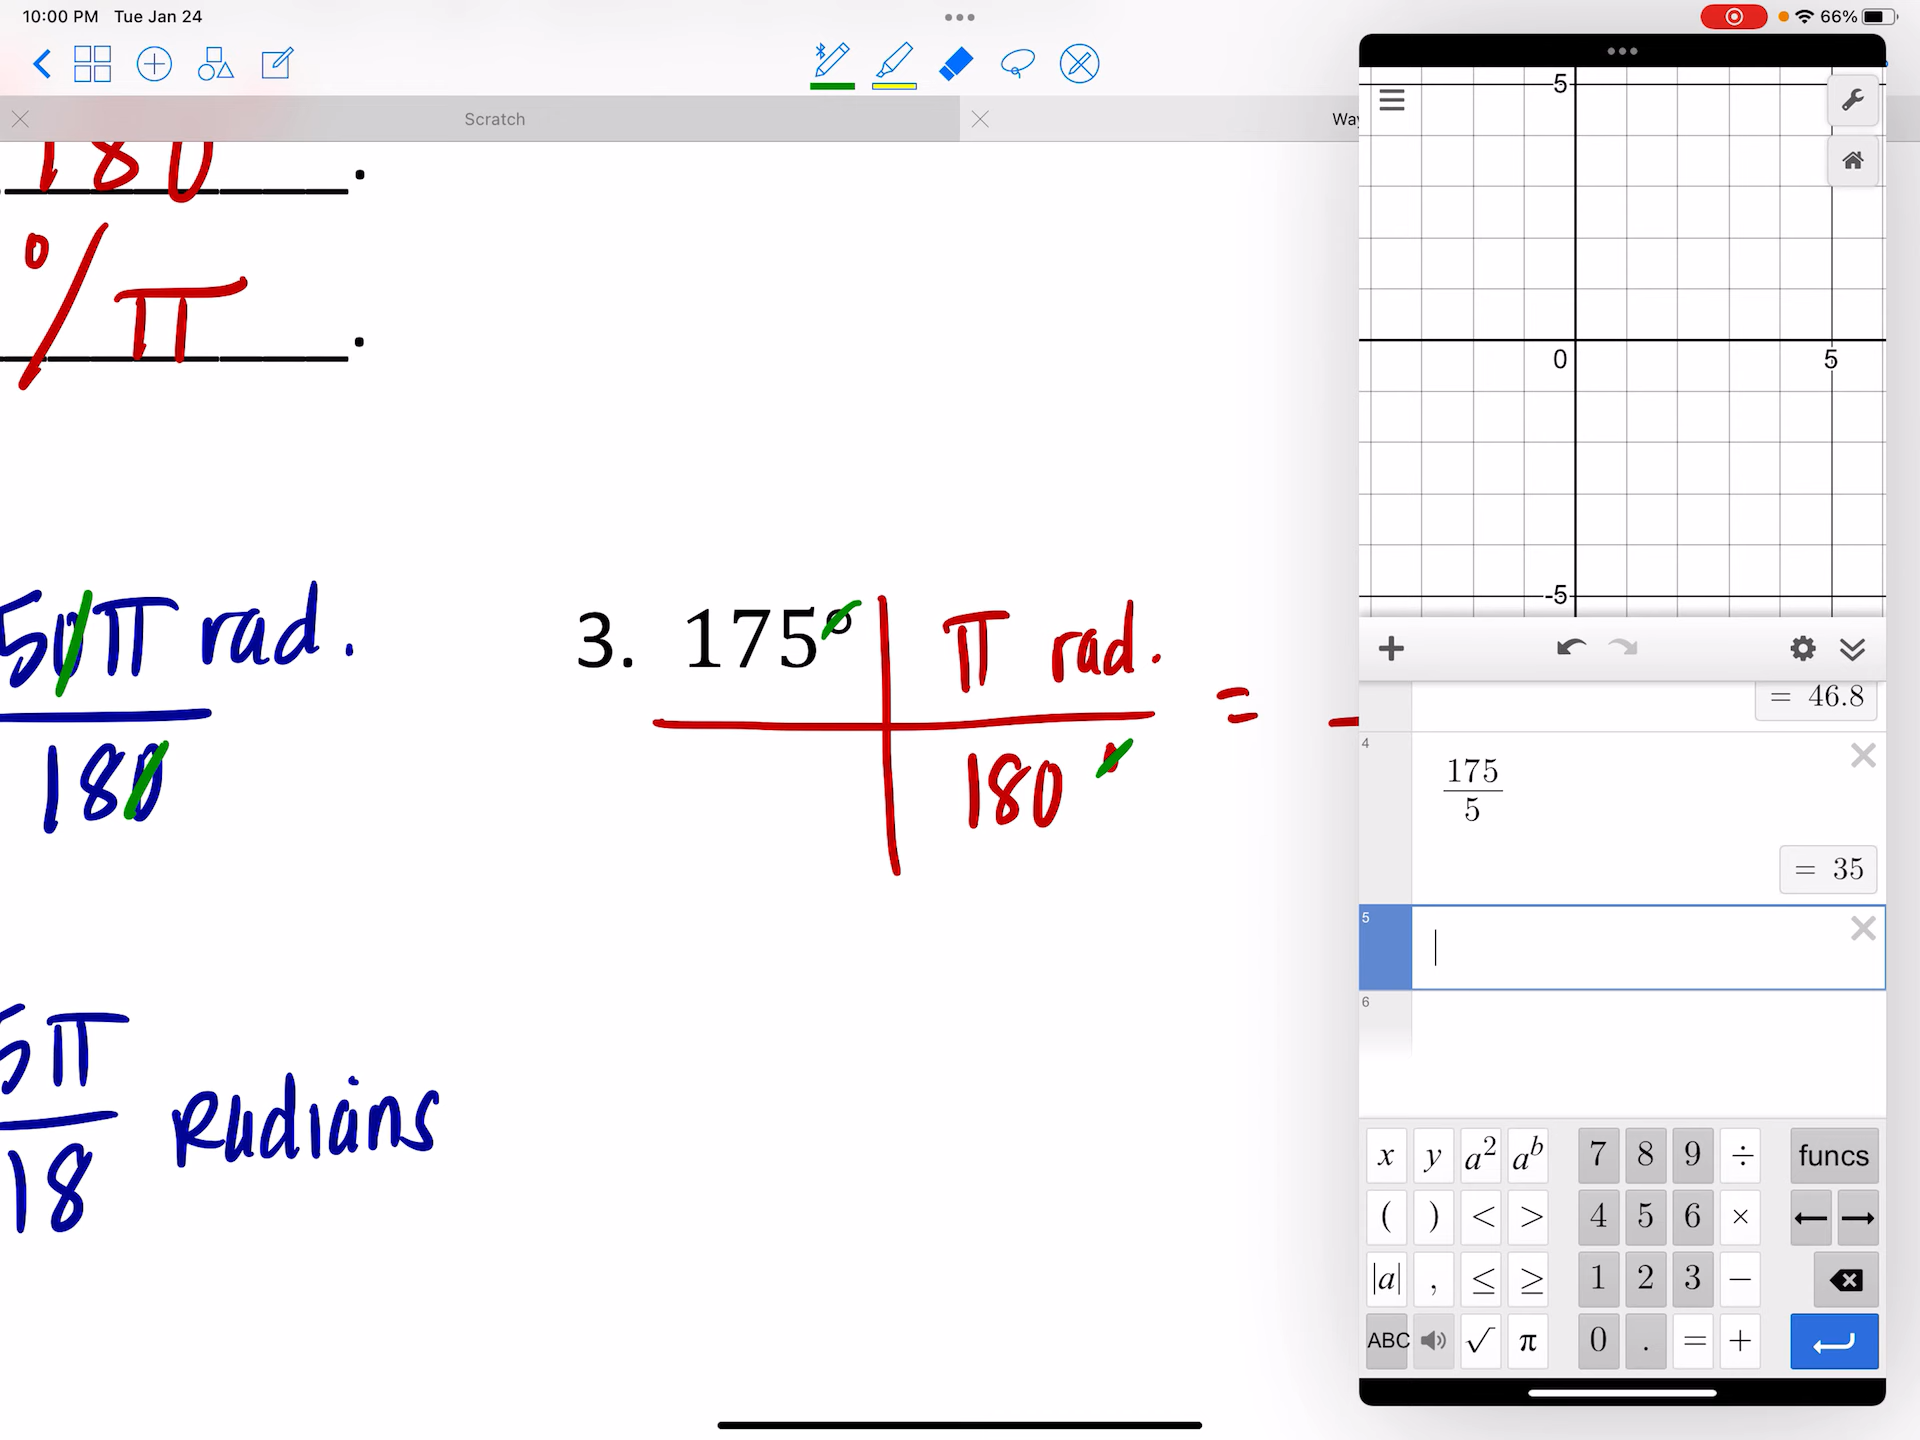 10:00 PM Tue Jan 24
66%
Scratch
Way
180.
°/π.
50π rad.
180
5π
18 Radians
3. 175° π rad.
180° =
5
0 5
-5
= 46.8
4
175
5
= 35
5
6
x y a² aᵇ 7 8 9 ÷ funcs
( ) < > 4 5 6 ×
|a| , ≤ ≥ 1 2 3 −
ABC √ π 0 . = +